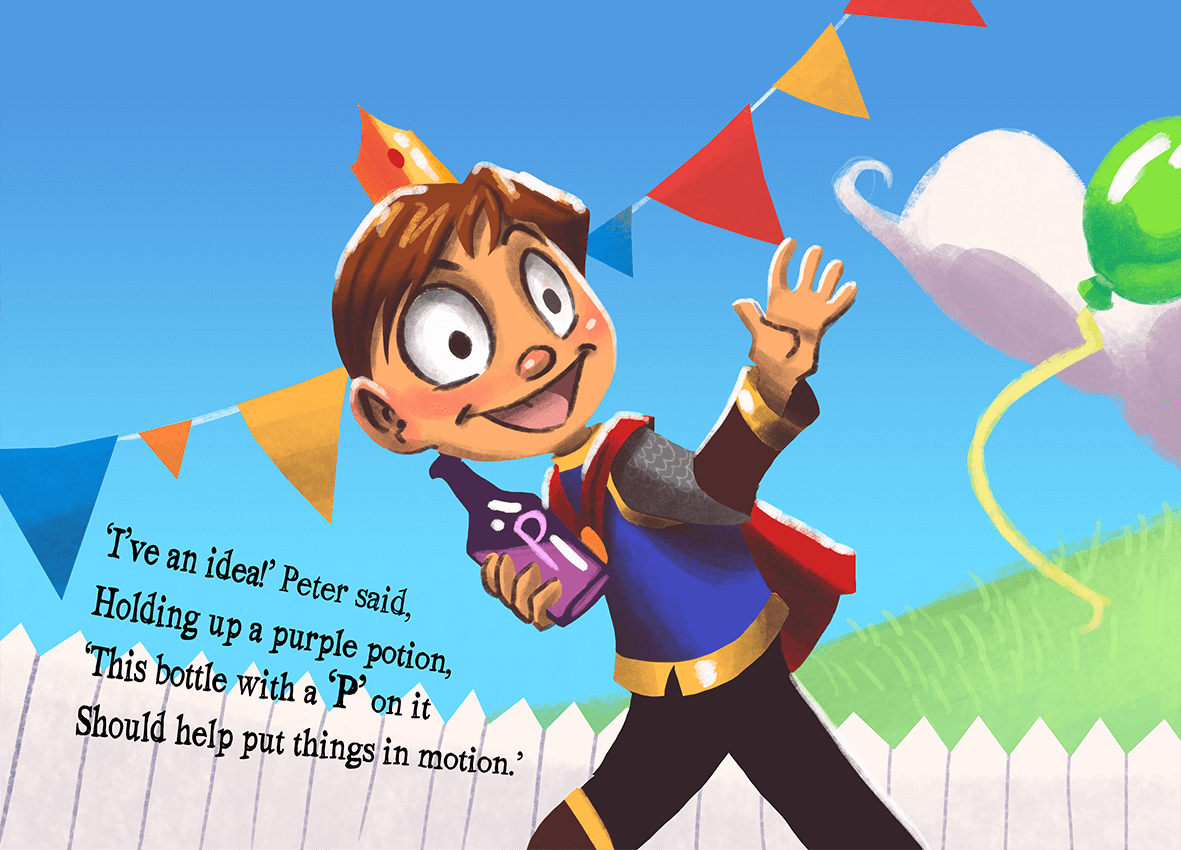 ‘I’ve an idea!’ Peter said,
Holding up a purple potion,
‘This bottle with a ‘P’ on it
Should help put things in motion.’
P